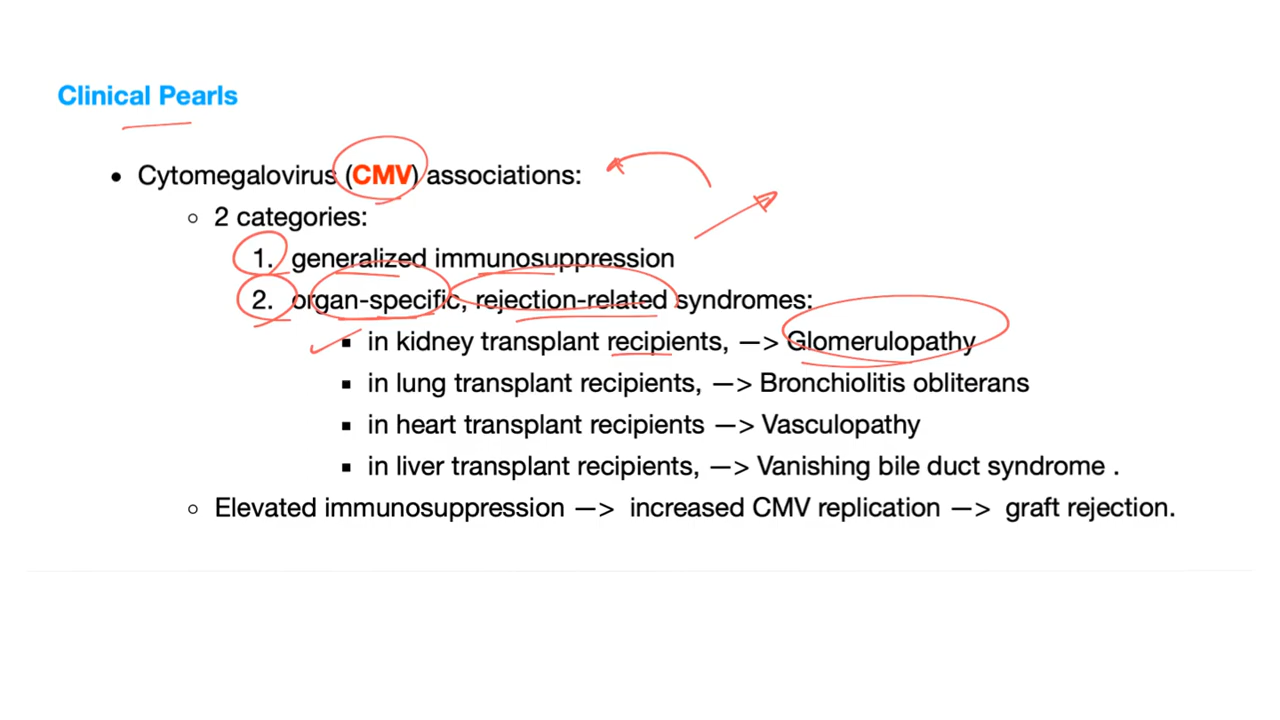 Clinical Pearls
• Cytomegalovirus (CMV) associations:
○ 2 categories:
1. generalized immunosuppression
2. organ-specific, rejection-related syndromes:
▪ in kidney transplant recipients, —> Glomerulopathy
▪ in lung transplant recipients, —> Bronchiolitis obliterans
▪ in heart transplant recipients —> Vasculopathy
▪ in liver transplant recipients, —> Vanishing bile duct syndrome .
○ Elevated immunosuppression —> increased CMV replication —> graft rejection.